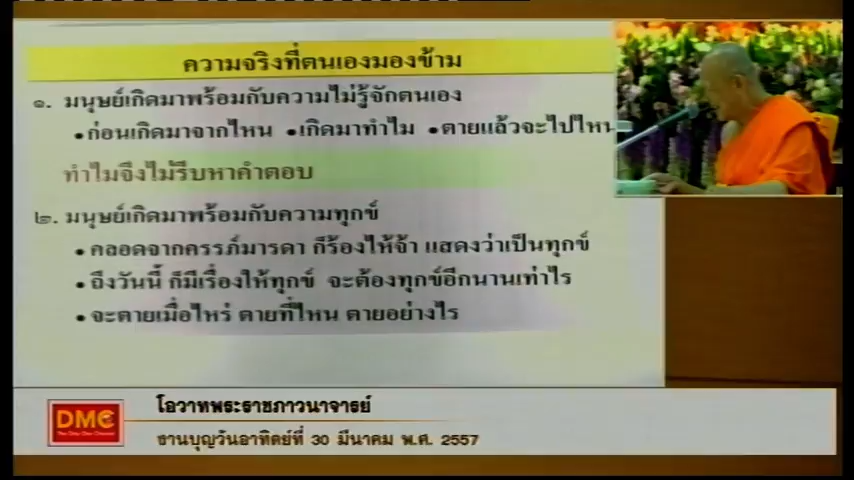 ความจริงที่ตนเองมองข้าม
๑. มนุษย์เกิดมาพร้อมกับความไม่รู้จักตนเอง
•ก่อนเกิดมาจากไหน •เกิดมาทำไม •ตายแล้วจะไปไหน
ทำไมจึงไม่รีบหาคำตอบ
๒. มนุษย์เกิดมาพร้อมกับความทุกข์
•คลอดจากครรภ์มารดา ก็ร้องไห้จ้า แสดงว่าเป็นทุกข์
•ถึงวันนี้ ก็มีเรื่องให้ทุกข์ จะต้องทุกข์อีกนานเท่าไร
•จะตายเมื่อไหร่ ตายที่ไหน ตายอย่างไร
DMC
โอวาทพระราชภาวนาจารย์
งานบุญวันอาทิตย์ที่ 30 มีนาคม พ.ศ. 2557